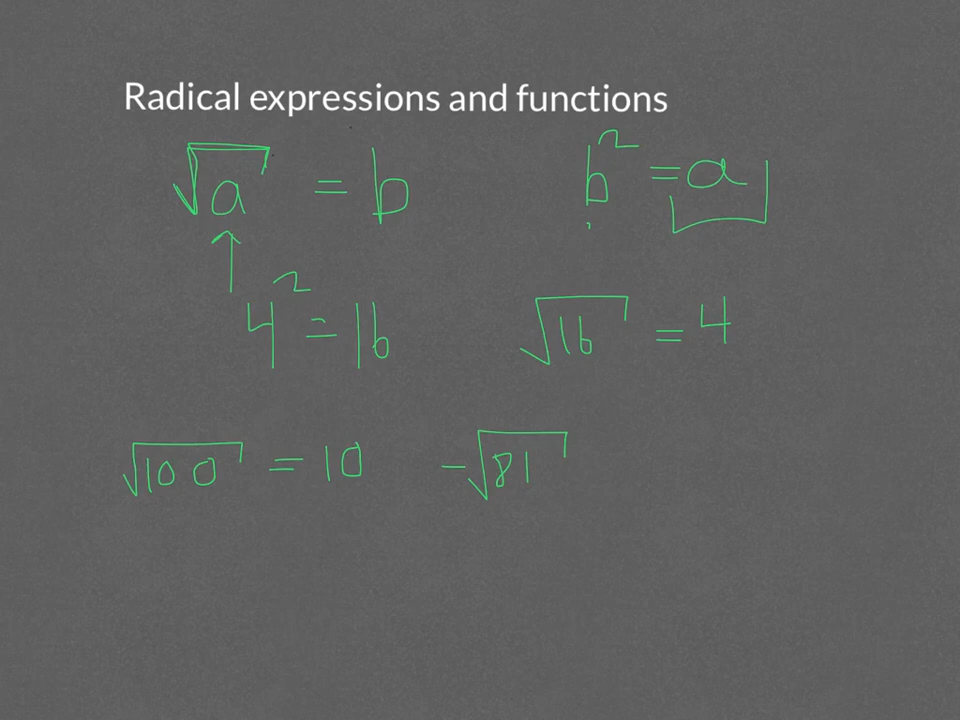 Radical expressions and functions
√a = b b² = a
4² = 16 √16 = 4
√100 = 10 -√81